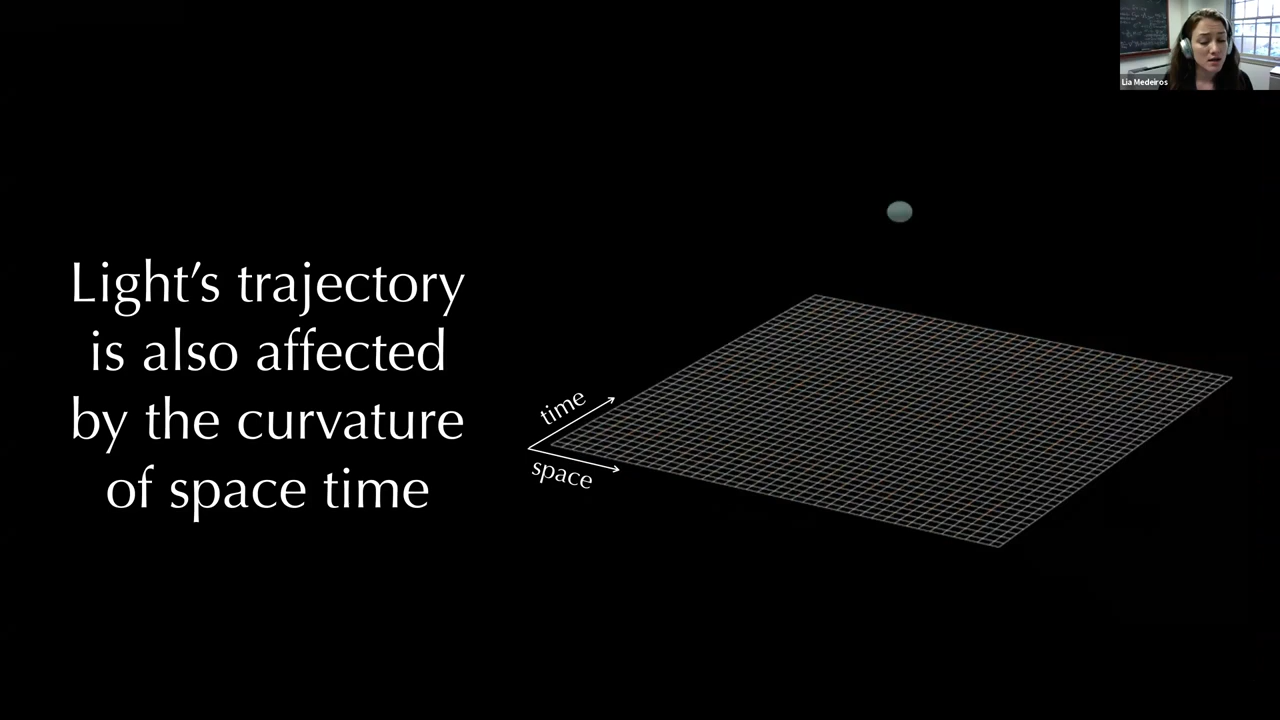 Lia Medeiros
Light's trajectory
is also affected
by the curvature
of space time
time
space